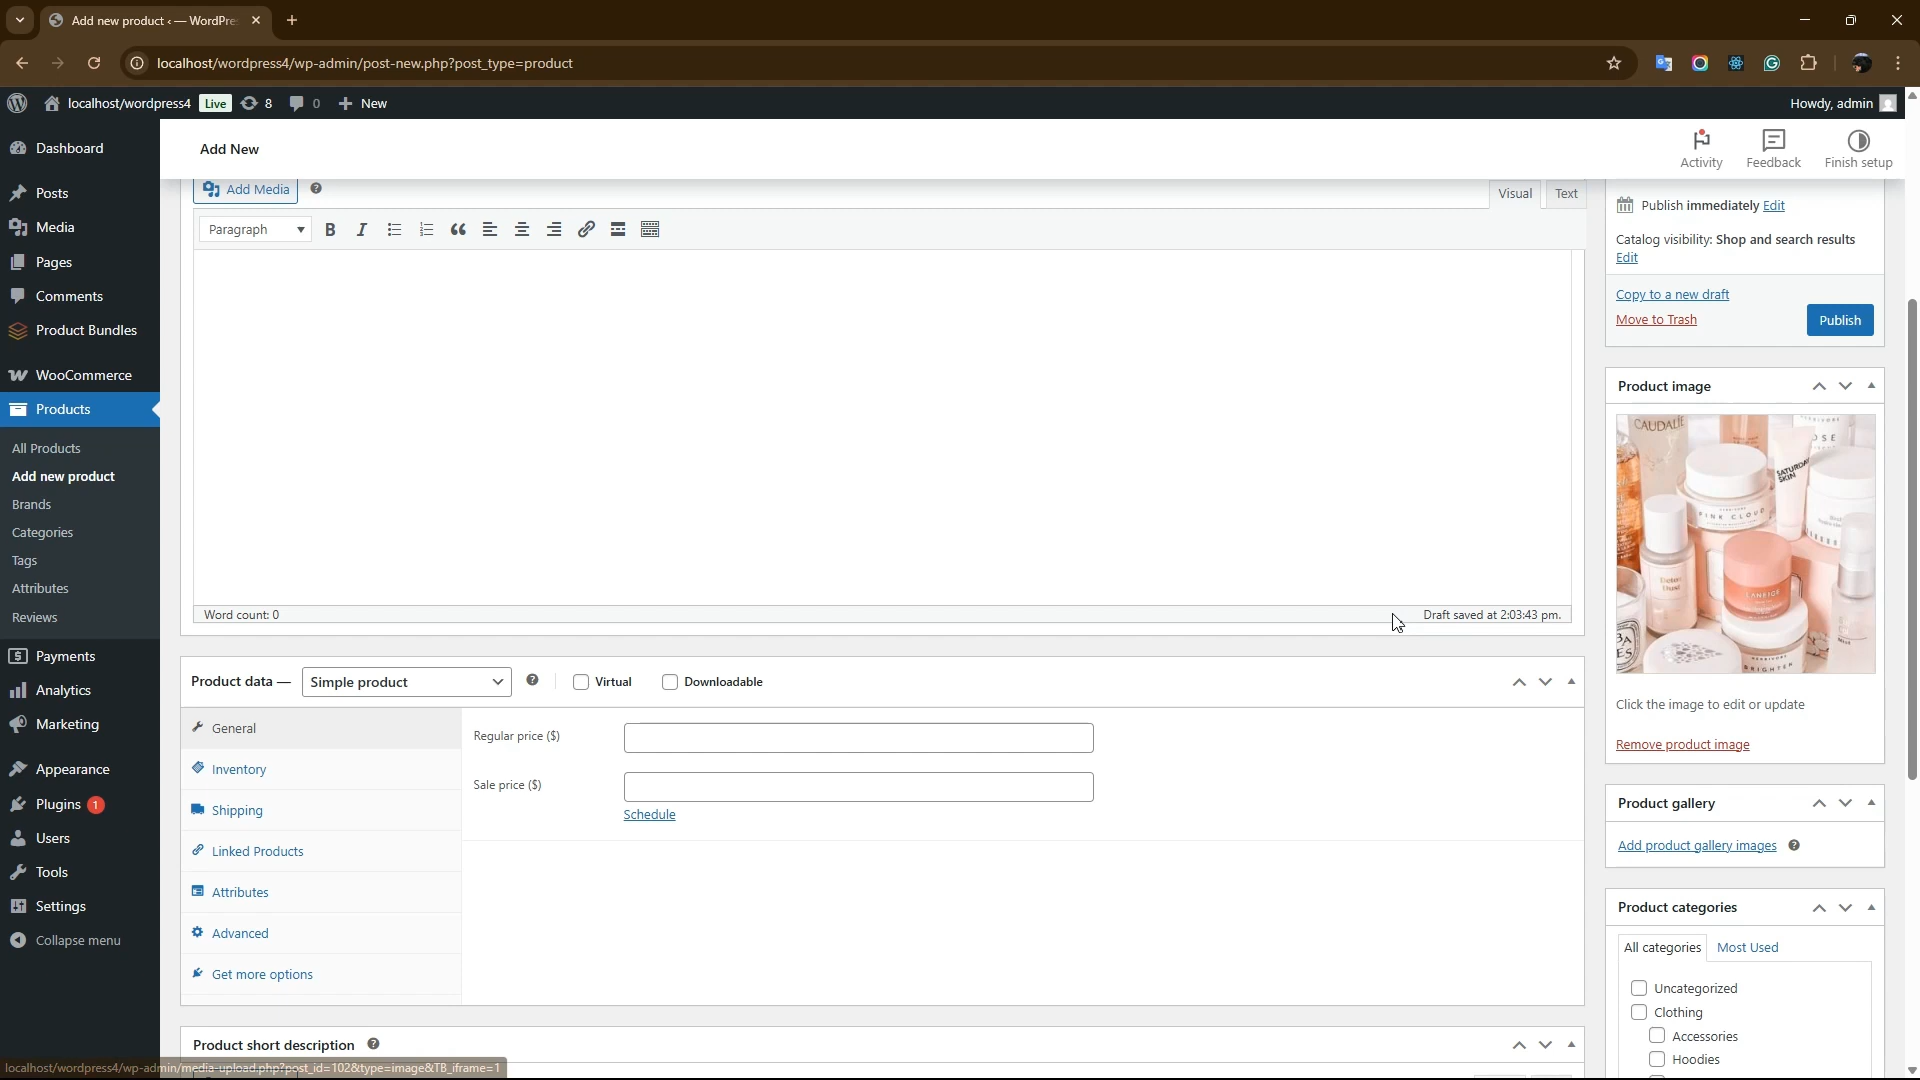 Add new product ‹ — WordPre
localhost/wordpress4/wp-admin/post-new.php?post_type=product
localhost/wordpress4 Live 8 0 New
Howdy, admin
Dashboard
Posts
Media
Pages
Comments
Product Bundles
WooCommerce
Products
All Products
Add new product
Brands
Categories
Tags
Attributes
Reviews
Payments
Analytics
Marketing
Appearance
Plugins 1
Users
Tools
Settings
Collapse menu
Add New
Activity
Feedback
Finish setup
Add Media
Visual
Text
Paragraph
Word count: 0
Draft saved at 2:03:43 pm.
Product data —
Simple product
Virtual
Downloadable
General
Inventory
Shipping
Linked Products
Attributes
Advanced
Get more options
Regular price ($)
Sale price ($)
Schedule
Product short description
Publish immediately Edit
Catalog visibility: Shop and search results
Edit
Copy to a new draft
Move to Trash
Publish
Product image
CAUDALIE
SATURDAY
SKIN
PINK CLOUD
LANEIGE
BRIGHTEN
Click the image to edit or update
Remove product image
Product gallery
Add product gallery images
Product categories
All categories
Most Used
Uncategorized
Clothing
Accessories
Hoodies
localhost/wordpress4/wp-admin/media-upload.php?post_id=102&type=image&TB_iframe=1